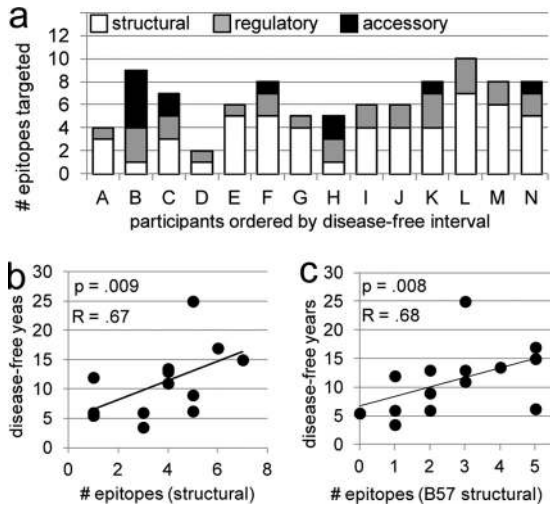 a
structural regulatory accessory
12
10
8
6
4
2
0
# epitopes targeted
A B C D E F G H I J K L M N
participants ordered by disease-free interval
b
p = .009
R = .67
30
25
20
15
10
5
0
disease-free yeas
0 2 4 6 8
# epitopes (structural)
c
p = .008
R = .68
30
25
20
15
10
5
0
disease-free years
0 1 2 3 4 5
# epitopes (B57 structural)